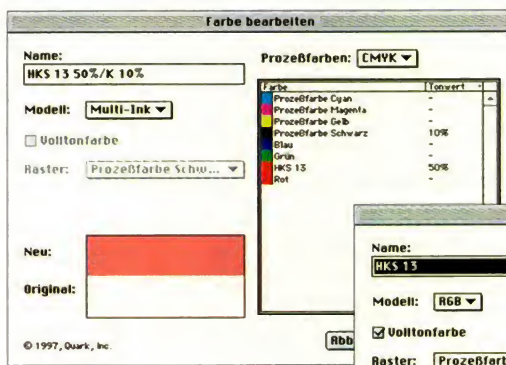 Farbe bearbeiten
Name:
HKS 13 50%/K 10%
Modell: Multi-Ink
Volltonfarbe
Raster: Prozeßfarbe Schw...
Neu:
Original:
© 1997, Quark, Inc.
Prozeßfarben: CMYK
Farbe Tonwert
Prozeßfarbe Cyan -
Prozeßfarbe Magenta -
Prozeßfarbe Gelb -
Prozeßfarbe Schwarz 10%
Blau -
Grün -
HKS 13 50%
Rot -
Abb
Name:
HKS 13
Modell: RGB
Volltonfarbe
Raster: Prozeßfarb